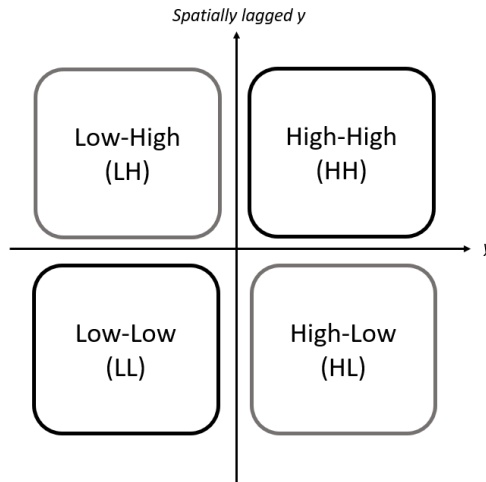 Spatially lagged y
Low-High
(LH)
High-High
(HH)
y
Low-Low
(LL)
High-Low
(HL)